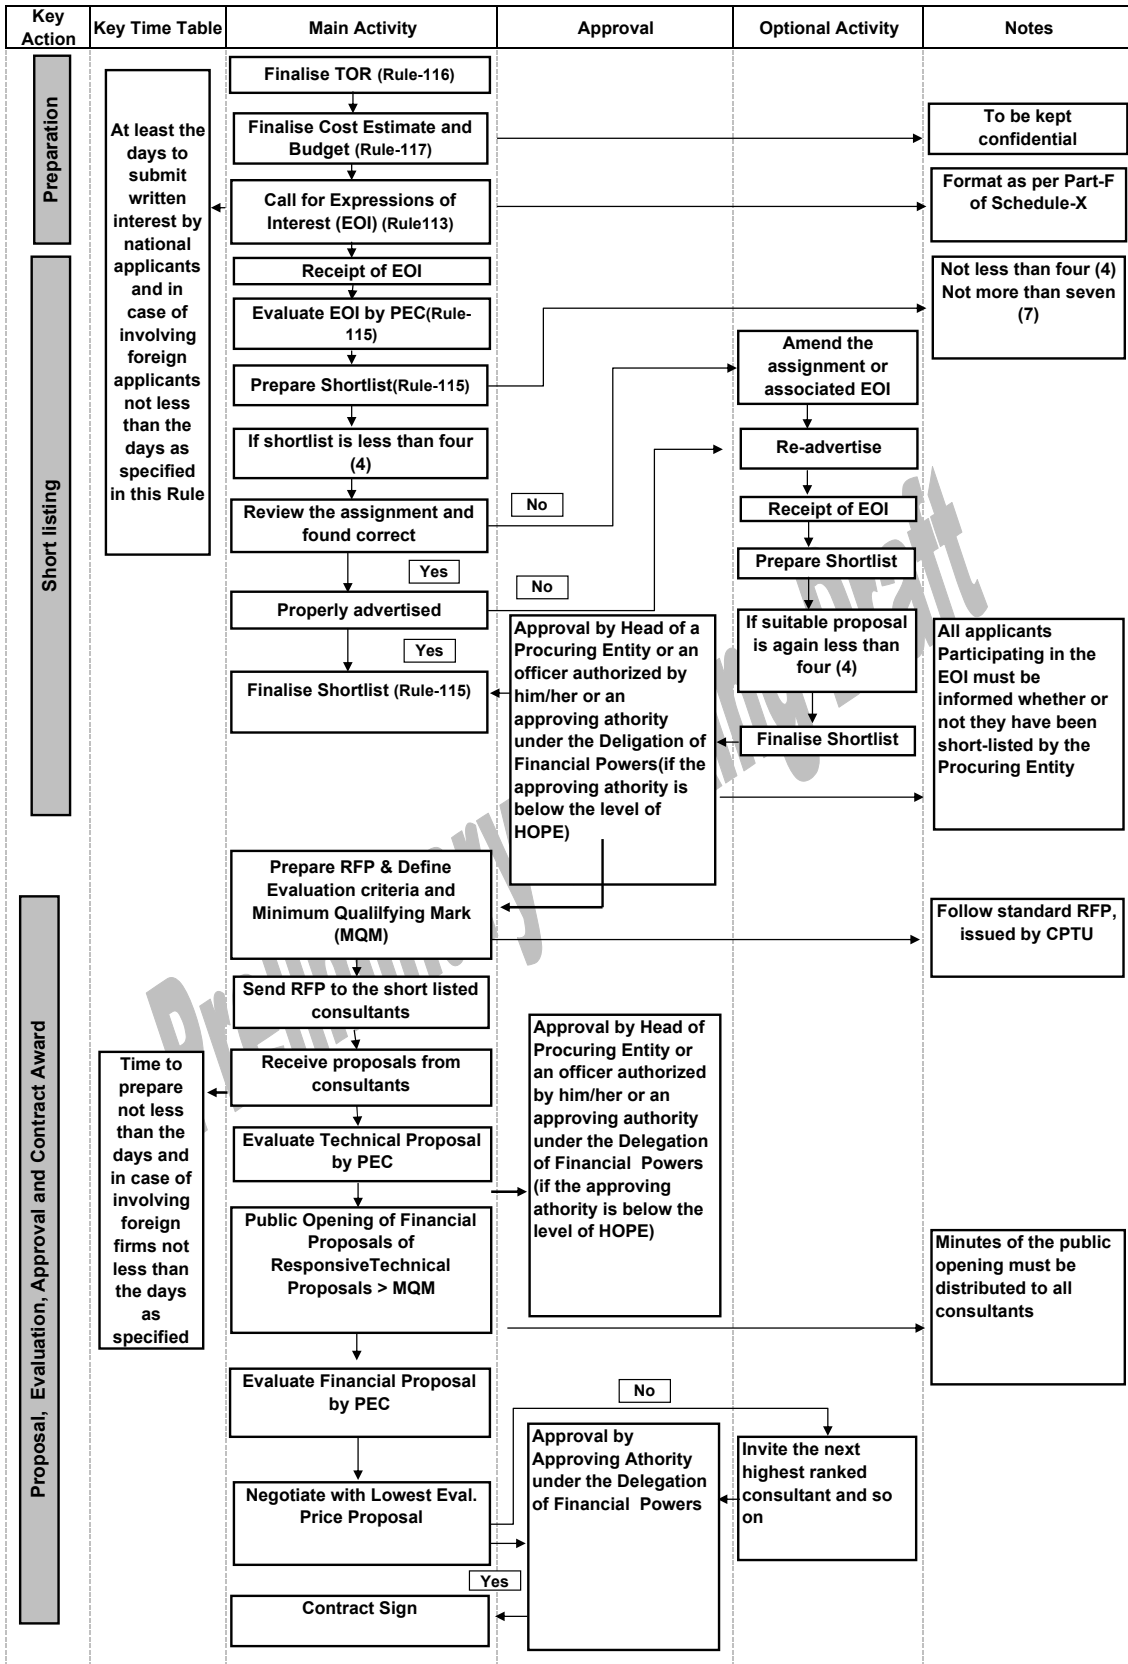 Key
Action
Key Time Table
Main Activity
Approval
Optional Activity
Notes
Preparation
Short listing
Proposal, Evaluation, Approval and Contract Award
At least the
days to
submit
written
interest by
national
applicants
and in
case of
involving
foreign
applicants
not less
than the
days as
specified
in this Rule
Time to
prepare
not less
than the
days and
in case of
involving
foreign
firms not
less than
the days
as
specified
Finalise TOR (Rule-116)
Finalise Cost Estimate and
Budget (Rule-117)
Call for Expressions of
Interest (EOI) (Rule113)
Receipt of EOI
Evaluate EOI by PEC(Rule-
115)
Prepare Shortlist(Rule-115)
If shortlist is less than four
(4)
Review the assignment and
found correct
Yes
Properly advertised
Yes
Finalise Shortlist (Rule-115)
Prepare RFP & Define
Evaluation criteria and
Minimum Qualilfying Mark
(MQM)
Send RFP to the short listed
consultants
Receive proposals from
consultants
Evaluate Technical Proposal
by PEC
Public Opening of Financial
Proposals of
ResponsiveTechnical
Proposals > MQM
Evaluate Financial Proposal
by PEC
Negotiate with Lowest Eval.
Price Proposal
Yes
Contract Sign
No
No
Approval by Head of a
Procuring Entity or an
officer authorized by
him/her or an
approving athority
under the Deligation of
Financial Powers(if the
approving athority is
below the level of
HOPE)
Approval by Head of
Procuring Entity or
an officer authorized
by him/her or an
approving authority
under the Delegation
of Financial Powers
(if the approving
athority is below the
level of HOPE)
No
Approval by
Approving Athority
under the Delegation
of Financial Powers
Amend the
assignment or
associated EOI
Re-advertise
Receipt of EOI
Prepare Shortlist
If suitable proposal
is again less than
four (4)
Finalise Shortlist
Invite the next
highest ranked
consultant and so
on
To be kept
confidential
Format as per Part-F
of Schedule-X
Not less than four (4)
Not more than seven
(7)
All applicants
Participating in the
EOI must be
informed whether or
not they have been
short-listed by the
Procuring Entity
Follow standard RFP,
issued by CPTU
Minutes of the public
opening must be
distributed to all
consultants